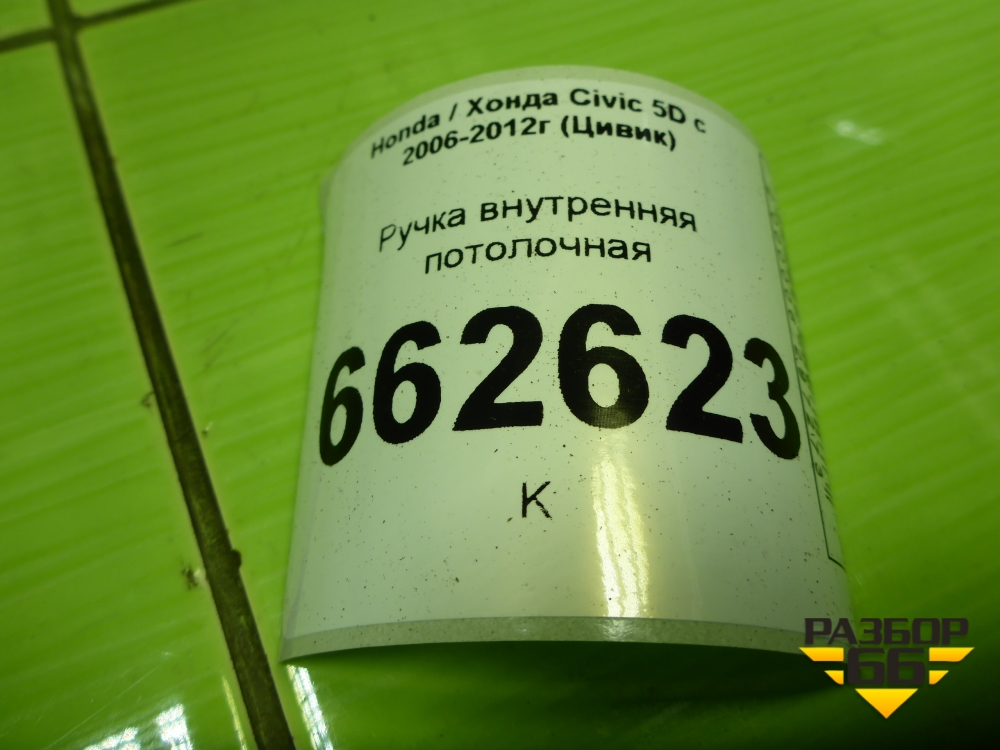 Honda / Хонда Civic 5D с
2006-2012г (Цивик)
Ручка внутренняя
потолочная
662623
К
РАЗБОР
66